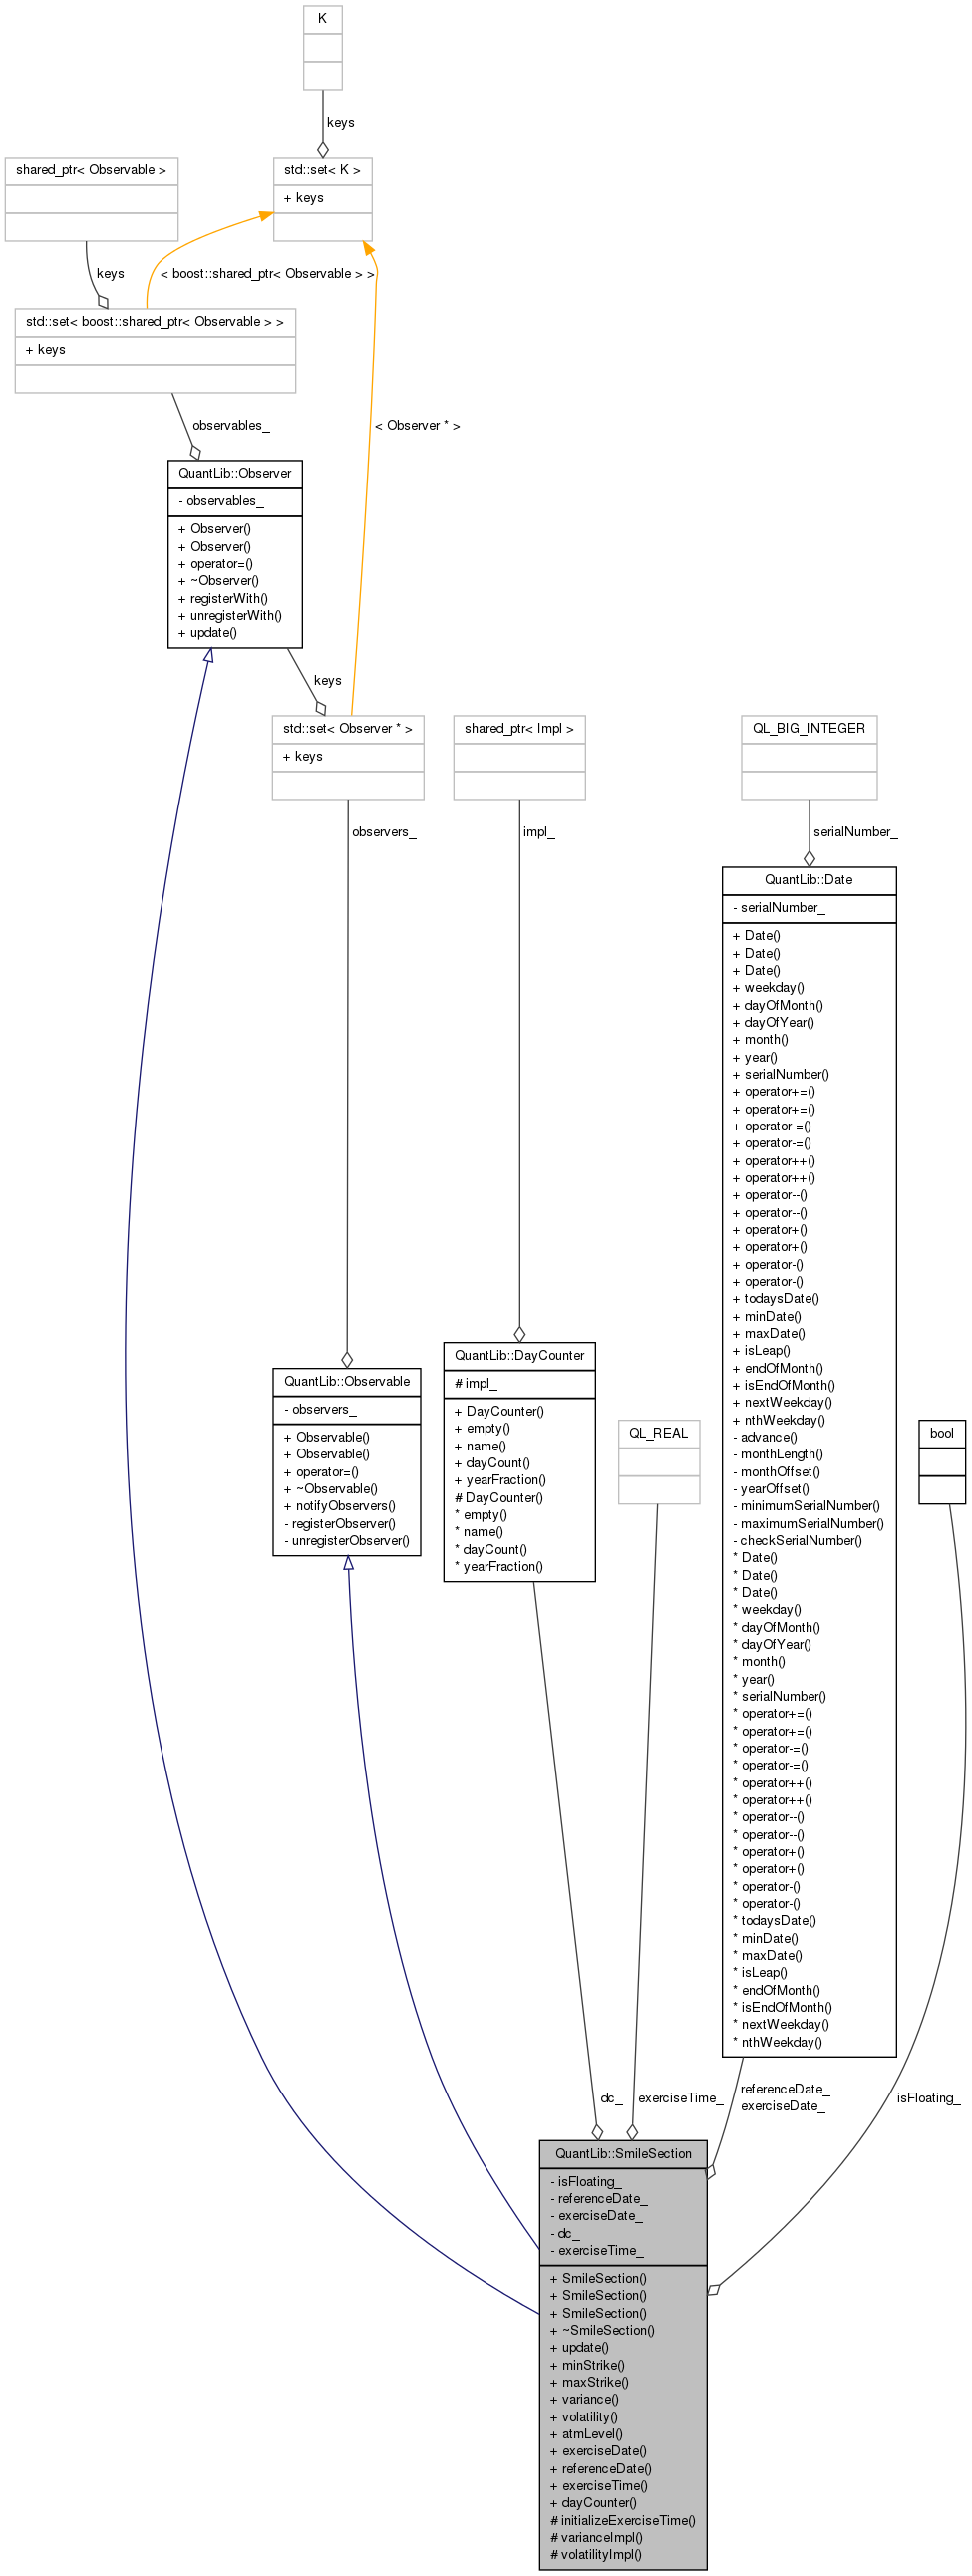 K
keys
shared_ptr< Observable >
std::set< K >
+ keys
keys
< boost::shared_ptr< Observable > >
std::set< boost::shared_ptr< Observable > >
+ keys
observables_
< Observer * >
QuantLib::Observer
- observables_
+ Observer()
+ Observer()
+ operator=()
+ ~Observer()
+ registerWith()
+ unregisterWith()
+ update()
keys
std::set< Observer * >
+ keys
shared_ptr< Impl >
QL_BIG_INTEGER
observers_
impl_
serialNumber_
QuantLib::Date
- serialNumber_
+ Date()
+ Date()
+ Date()
+ weekday()
+ dayOfMonth()
+ dayOfYear()
+ month()
+ year()
+ serialNumber()
+ operator+=()
+ operator+=()
+ operator-=()
+ operator-=()
+ operator++()
+ operator++()
+ operator--()
+ operator--()
+ operator+()
+ operator+()
+ operator-()
+ operator-()
+ todaysDate()
+ minDate()
+ maxDate()
+ isLeap()
+ endOfMonth()
+ isEndOfMonth()
+ nextWeekday()
+ nthWeekday()
- advance()
- monthLength()
- monthOffset()
- yearOffset()
- minimumSerialNumber()
- maximumSerialNumber()
- checkSerialNumber()
* Date()
* Date()
* Date()
* weekday()
* dayOfMonth()
* dayOfYear()
* month()
* year()
* serialNumber()
* operator+=()
* operator+=()
* operator-=()
* operator-=()
* operator++()
* operator++()
* operator--()
* operator--()
* operator+()
* operator+()
* operator-()
* operator-()
* todaysDate()
* minDate()
* maxDate()
* isLeap()
* endOfMonth()
* isEndOfMonth()
* nextWeekday()
* nthWeekday()
QuantLib::Observable
- observers_
+ Observable()
+ Observable()
+ operator=()
+ ~Observable()
+ notifyObservers()
- registerObserver()
- unregisterObserver()
QuantLib::DayCounter
# impl_
+ DayCounter()
+ empty()
+ name()
+ dayCount()
+ yearFraction()
# DayCounter()
* empty()
* name()
* dayCount()
* yearFraction()
QL_REAL
bool
dc_
exerciseTime_
referenceDate_
exerciseDate_
isFloating_
QuantLib::SmileSection
- isFloating_
- referenceDate_
- exerciseDate_
- dc_
- exerciseTime_
+ SmileSection()
+ SmileSection()
+ SmileSection()
+ ~SmileSection()
+ update()
+ minStrike()
+ maxStrike()
+ variance()
+ volatility()
+ atmLevel()
+ exerciseDate()
+ referenceDate()
+ exerciseTime()
+ dayCounter()
# initializeExerciseTime()
# varianceImpl()
# volatilityImpl()